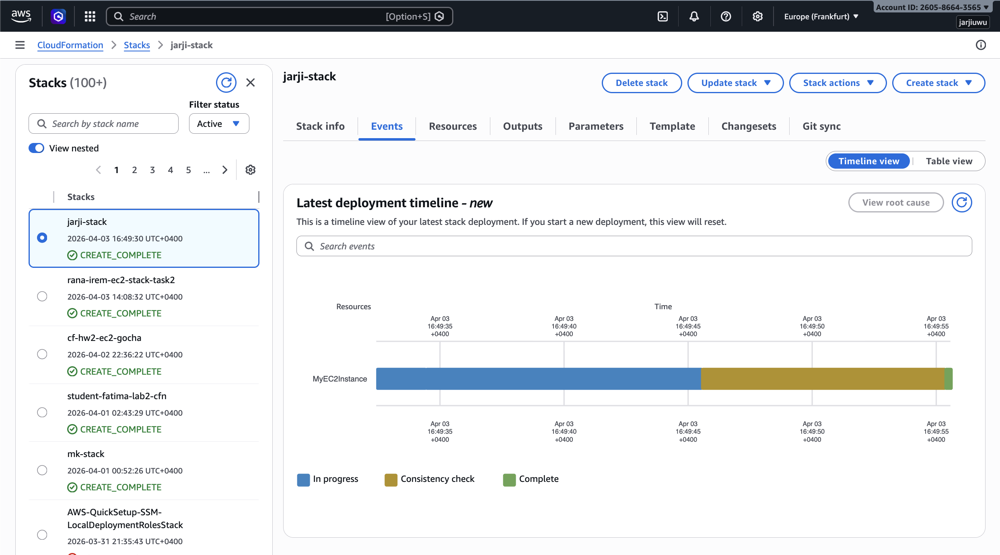 aws
Search
[Option+S]
Europe (Frankfurt)
Account ID: 2605-8664-3565
jarjiuwu
CloudFormation
Stacks
jarji-stack
Stacks (100+)
Filter status
Search by stack name
Active
View nested
1 2 3 4 5 ...
Stacks
jarji-stack
2026-04-03 16:49:30 UTC+0400
CREATE_COMPLETE
rana-irem-ec2-stack-task2
2026-04-03 14:08:32 UTC+0400
CREATE_COMPLETE
cf-hw2-ec2-gocha
2026-04-02 22:36:22 UTC+0400
CREATE_COMPLETE
student-fatima-lab2-cfn
2026-04-01 02:43:29 UTC+0400
CREATE_COMPLETE
mk-stack
2026-04-01 00:52:26 UTC+0400
CREATE_COMPLETE
AWS-QuickSetup-SSM-
LocalDeploymentRolesStack
2026-03-31 21:35:43 UTC+0400
jarji-stack
Delete stack
Update stack
Stack actions
Create stack
Stack info
Events
Resources
Outputs
Parameters
Template
Changesets
Git sync
Timeline view
Table view
Latest deployment timeline - new
View root cause
This is a timeline view of your latest stack deployment. If you start a new deployment, this view will reset.
Search events
Resources
Time
Apr 03 16:49:35 +0400
Apr 03 16:49:40 +0400
Apr 03 16:49:45 +0400
Apr 03 16:49:50 +0400
Apr 03 16:49:55 +0400
MyEC2Instance
Apr 03 16:49:35 +0400
Apr 03 16:49:40 +0400
Apr 03 16:49:45 +0400
Apr 03 16:49:50 +0400
Apr 03 16:49:55 +0400
In progress
Consistency check
Complete